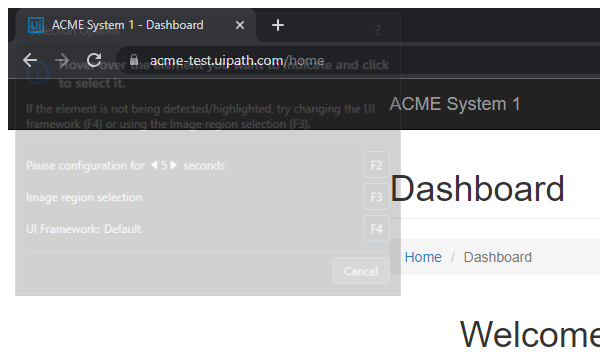 Ui ACME System 1 - Dashboard × +
Selection Options ?
acme-test.uipath.com/home
Hover over the element you want to indicate and click
to select it.
If the element is not being detected/highlighted, try changing the UI
framework (F4) or using the Image region selection (F3).
ACME System 1
Pause configuration for 5 seconds F2
Image region selection F3
UI Framework: Default F4
Cancel
Dashboard
Home / Dashboard
Welcome